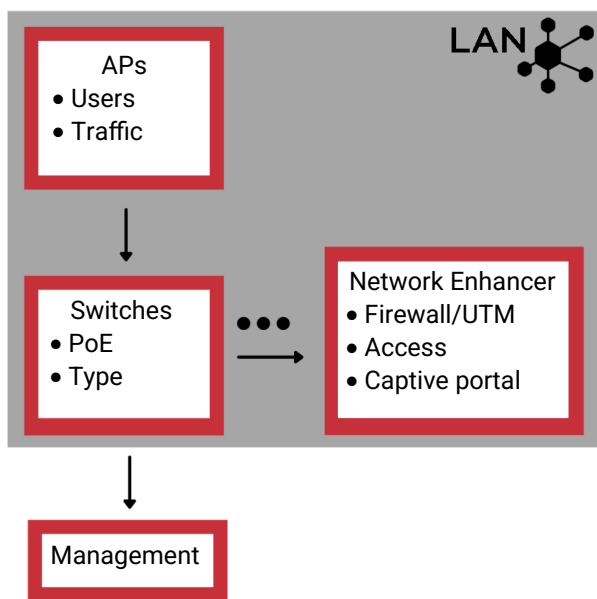 LAN
APs
• Users
• Traffic
Switches
• PoE
• Type
Network Enhancer
• Firewall/UTM
• Access
• Captive portal
Management